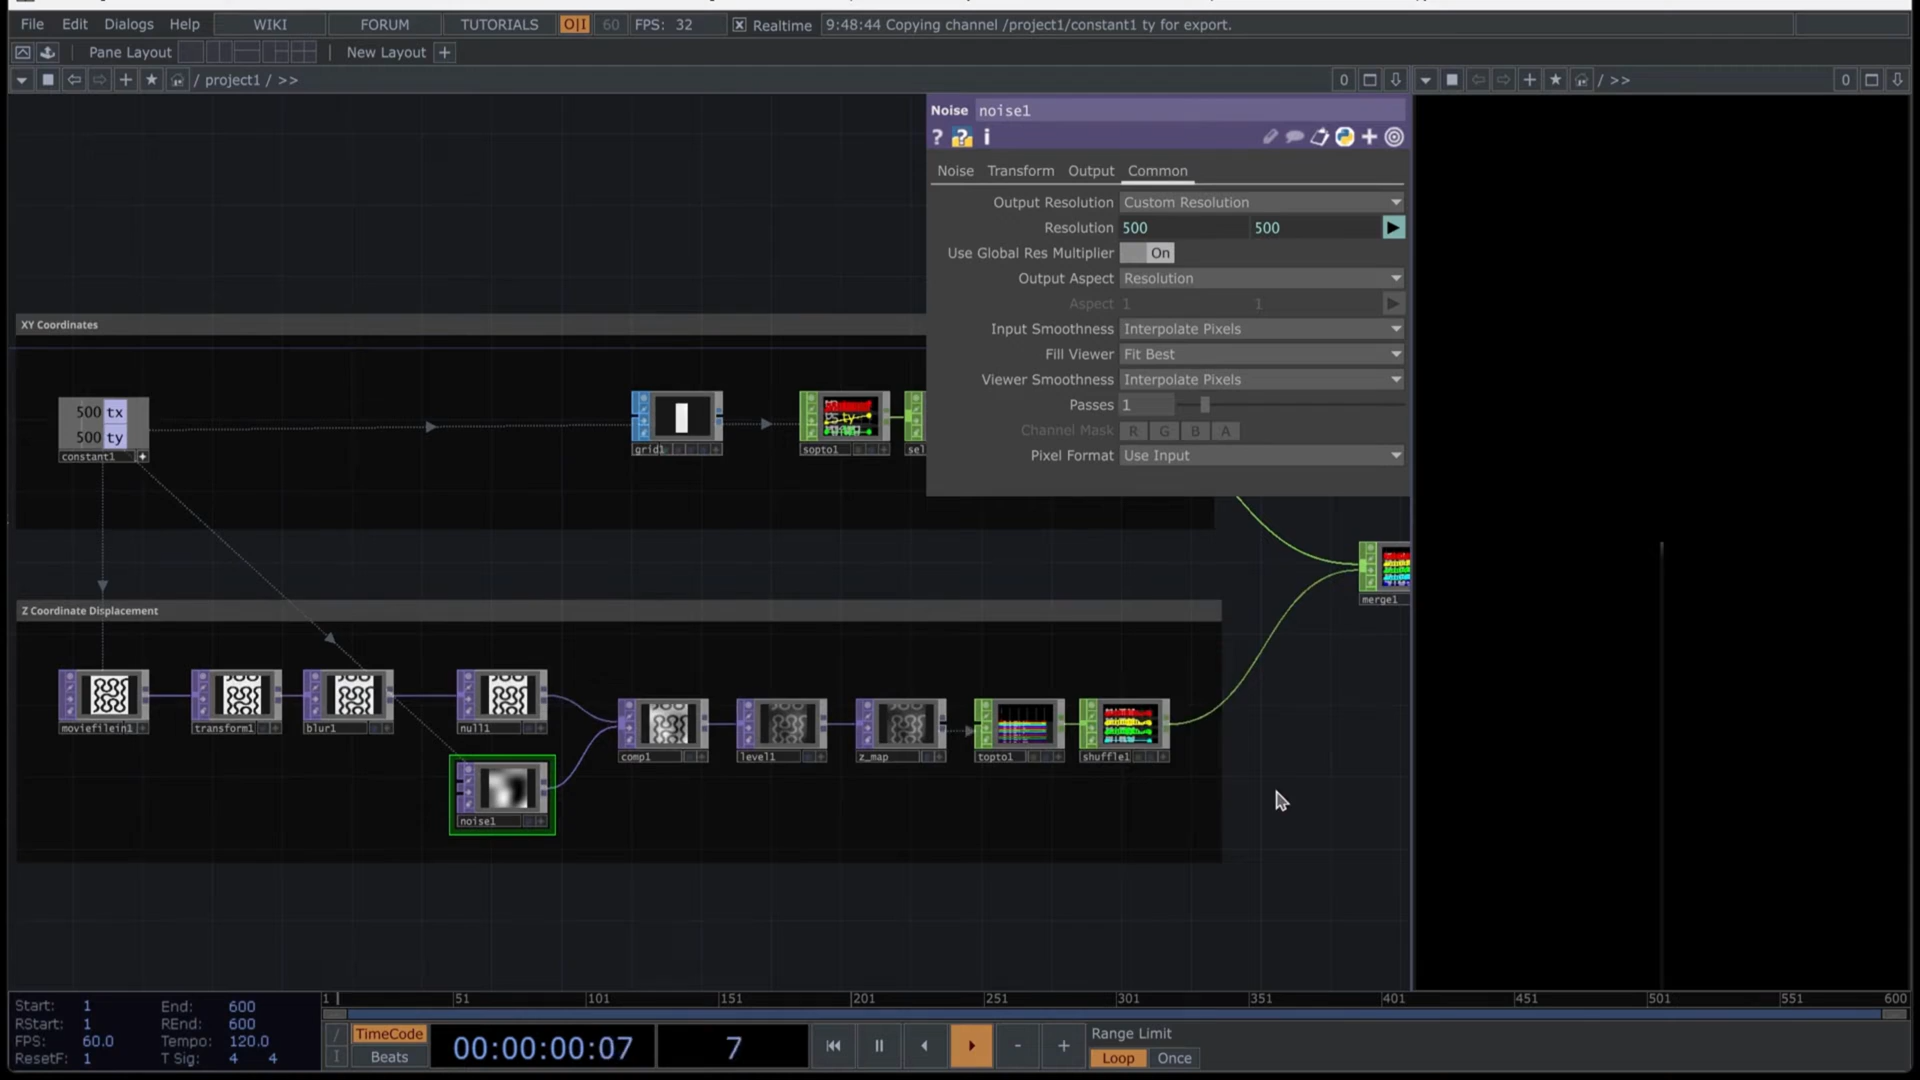 File Edit Dialogs Help WIKI FORUM TUTORIALS O|I 60 FPS: 32 Realtime 9:48:44 Copying channel /project1/constant1 ty for export.
Pane Layout New Layout +
/ project1 / >> 0 / >> 0
Noise noise1
? ? i
Noise Transform Output Common
Output Resolution Custom Resolution
Resolution 500 500
Use Global Res Multiplier On
Output Aspect Resolution
Aspect 1 1
Input Smoothness Interpolate Pixels
Fill Viewer Fit Best
Viewer Smoothness Interpolate Pixels
Passes 1
Channel Mask R G B A
Pixel Format Use Input
XY Coordinates
500 tx
500 ty
constant1
grid1
ty
sopto1
sel
merge1
Z Coordinate Displacement
moviefilein1
transform1
blur1
null1
comp1
level1
z_map
topto1
shuffle1
noise1
Start: 1 End: 600
RStart: 1 REnd: 600
FPS: 60.0 Tempo: 120.0
ResetF: 1 T Sig: 4 4
1 51 101 151 201 251 301 351 401 451 501 551 600
TimeCode
Beats
00:00:00:07
7
Range Limit
Loop Once